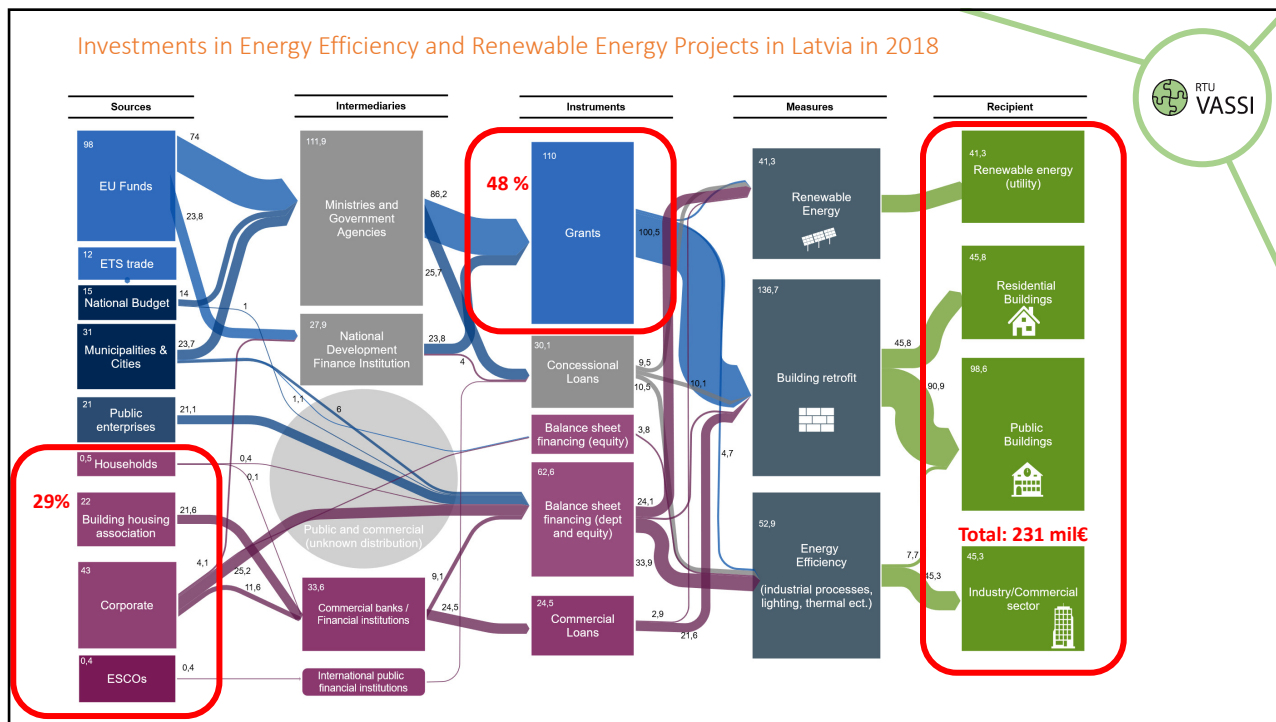 Investments in Energy Efficiency and Renewable Energy Projects in Latvia in 2018
RTU
VASSI
Sources
Intermediaries
Instruments
Measures
Recipient
98
EU Funds
74
23,8
12
ETS trade
15
National Budget
14
1
31
Municipalities &
Cities
23,7
6
1,1
21
Public
enterprises
21,1
29%
0,5
Households
0,4
0,1
22
Building housing
association
21,6
43
Corporate
4,1
25,2
11,6
0,4
ESCOs
0,4
111,9
Ministries and
Government
Agencies
86,2
25,7
27,9
National
Development
Finance Institution
23,8
4
Public and commercial
(unknown distribution)
33,6
Commercial banks /
Financial institutions
9,1
24,5
International public
financial institutions
48 %
110
Grants
100,5
30,1
Concessional
Loans
9,5
10,5
10,1
Balance sheet
financing (equity)
3,8
4,7
62,6
Balance sheet
financing (dept
and equity)
24,1
33,9
24,5
Commercial
Loans
2,9
21,6
41,3
Renewable
Energy
136,7
Building retrofit
45,8
90,9
52,9
Energy
Efficiency
(industrial processes,
lighting, thermal ect.)
7,7
45,3
41,3
Renewable energy
(utility)
45,8
Residential
Buildings
98,6
Public
Buildings
Total: 231 mil€
45,3
Industry/Commercial
sector